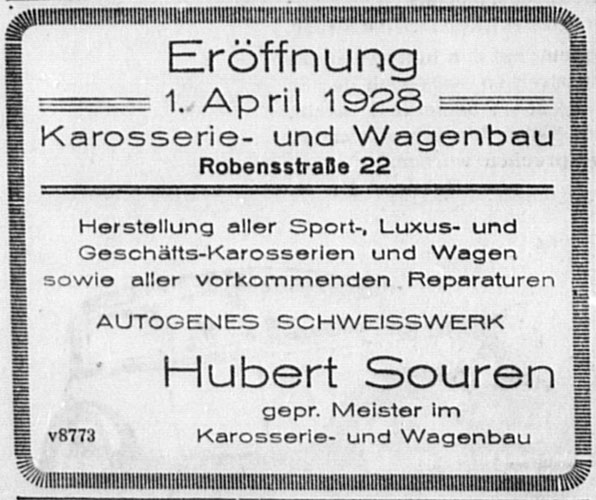 Eröffnung
1. April 1928
Karosserie- und Wagenbau
Robensstraße 22
Herstellung aller Sport-, Luxus- und
Geschäfts-Karosserien und Wagen
sowie aller vorkommenden Reparaturen
AUTOGENES SCHWEISSWERK
Hubert Souren
gepr. Meister im
v8773 Karosserie- und Wagenbau